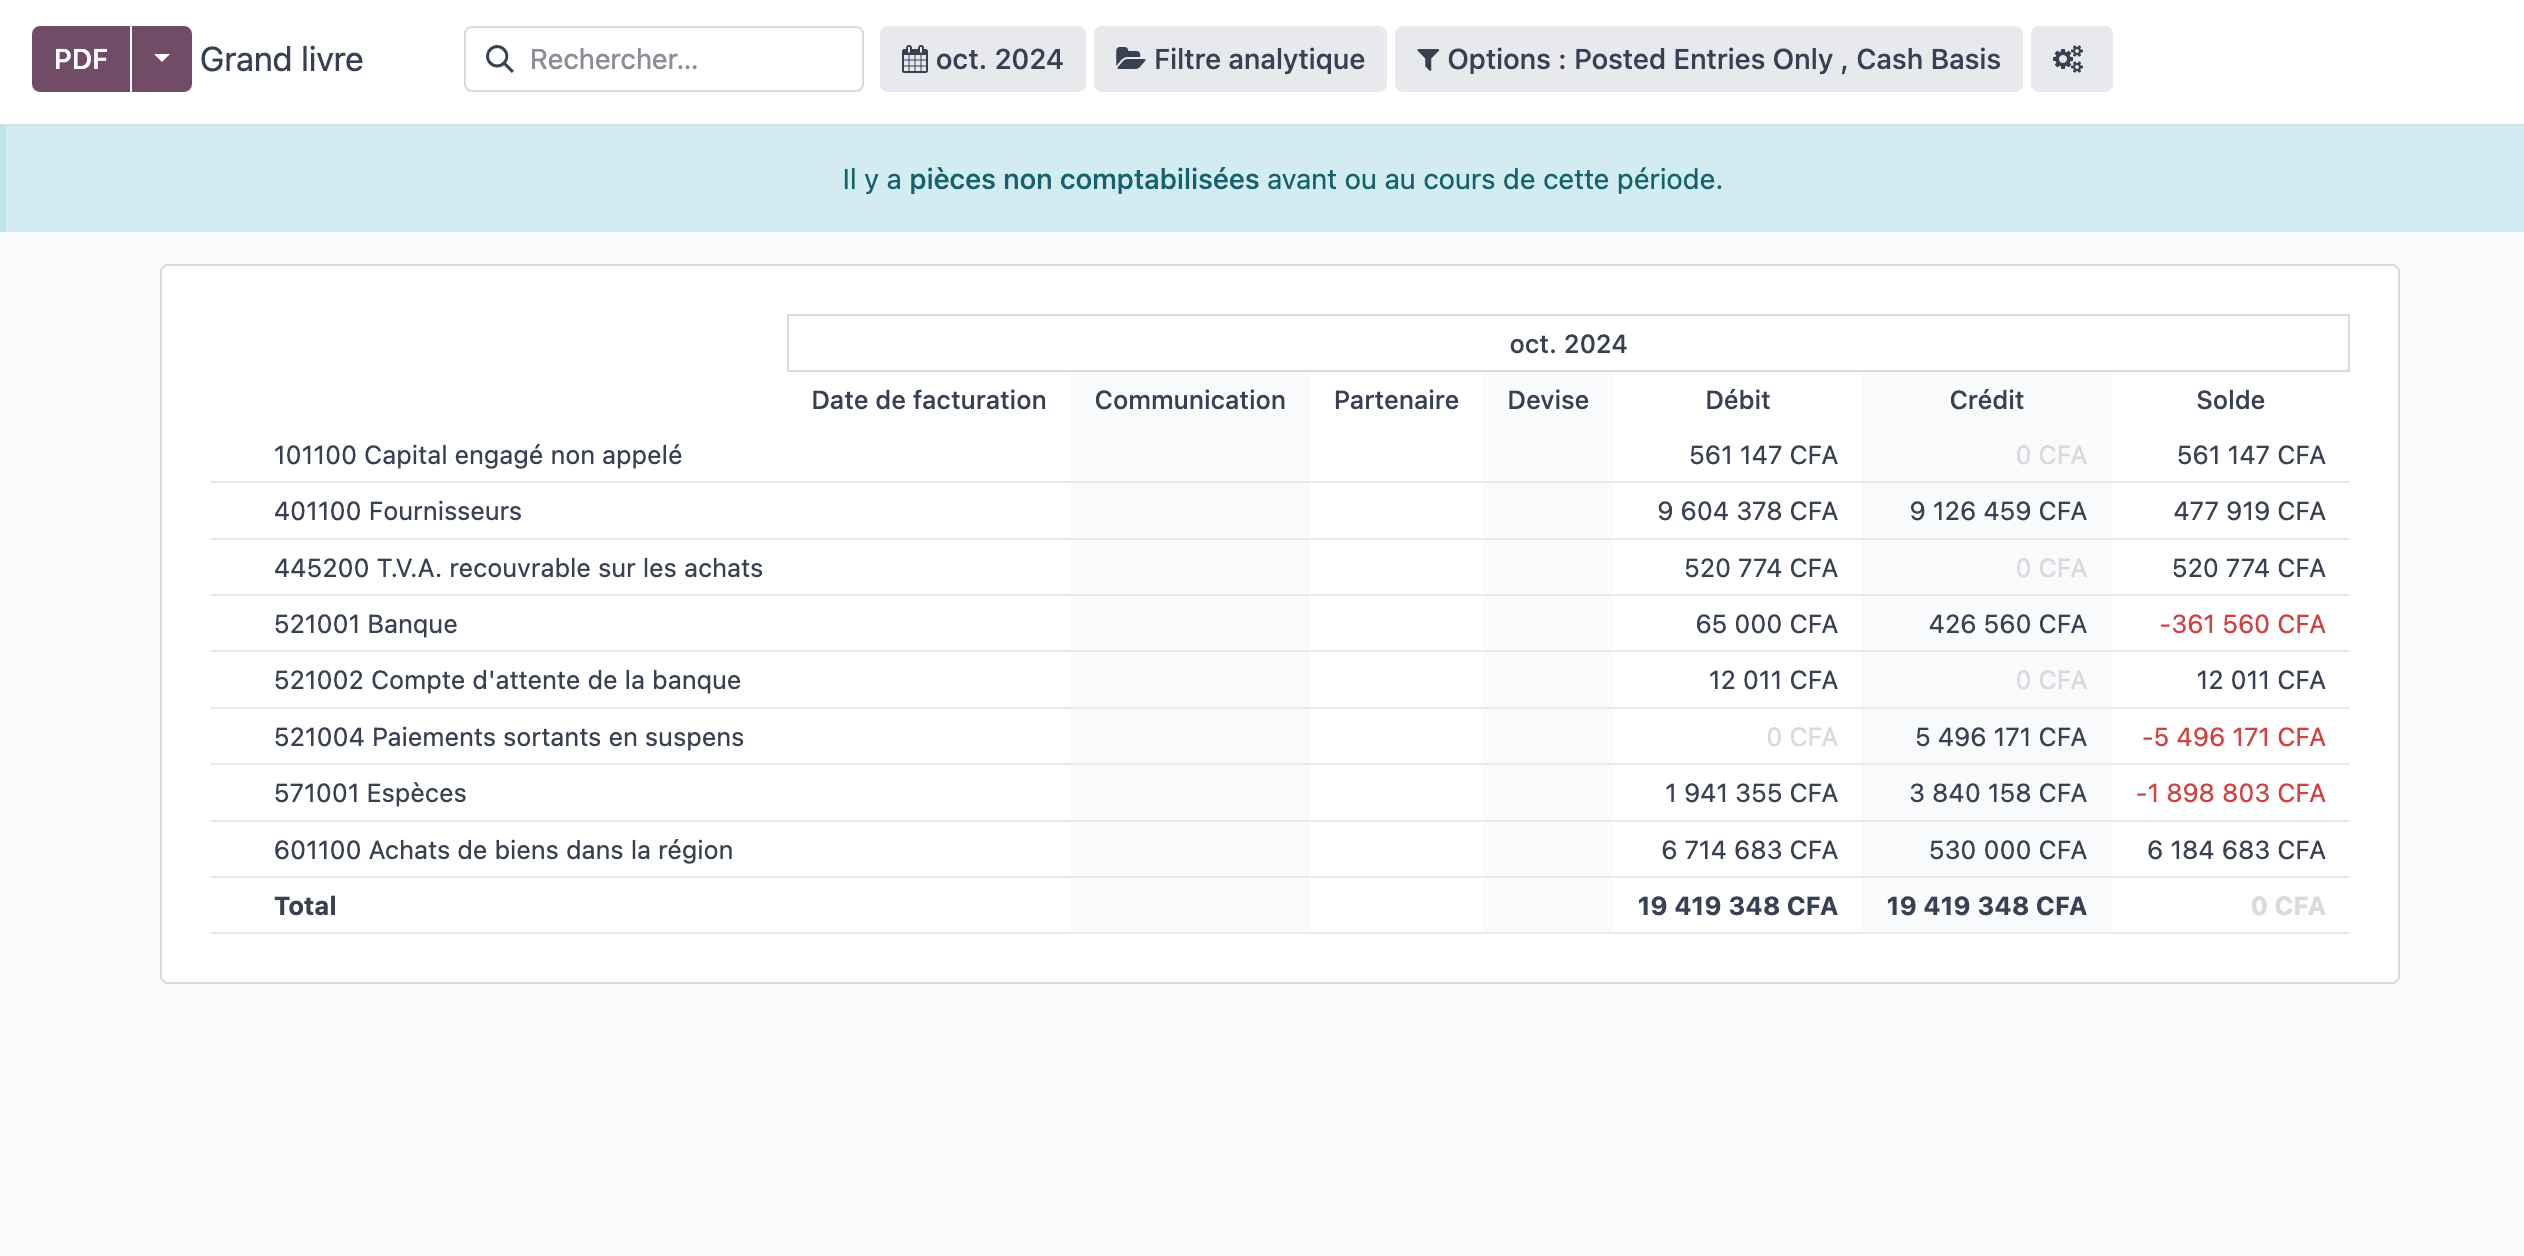 PDF Grand livre Rechercher... oct. 2024 Filtre analytique Options : Posted Entries Only , Cash Basis
Il y a pièces non comptabilisées avant ou au cours de cette période.
oct. 2024
Date de facturation Communication Partenaire Devise Débit Crédit Solde
101100 Capital engagé non appelé 561 147 CFA 0 CFA 561 147 CFA
401100 Fournisseurs 9 604 378 CFA 9 126 459 CFA 477 919 CFA
445200 T.V.A. recouvrable sur les achats 520 774 CFA 0 CFA 520 774 CFA
521001 Banque 65 000 CFA 426 560 CFA -361 560 CFA
521002 Compte d'attente de la banque 12 011 CFA 0 CFA 12 011 CFA
521004 Paiements sortants en suspens 0 CFA 5 496 171 CFA -5 496 171 CFA
571001 Espèces 1 941 355 CFA 3 840 158 CFA -1 898 803 CFA
601100 Achats de biens dans la région 6 714 683 CFA 530 000 CFA 6 184 683 CFA
Total 19 419 348 CFA 19 419 348 CFA 0 CFA